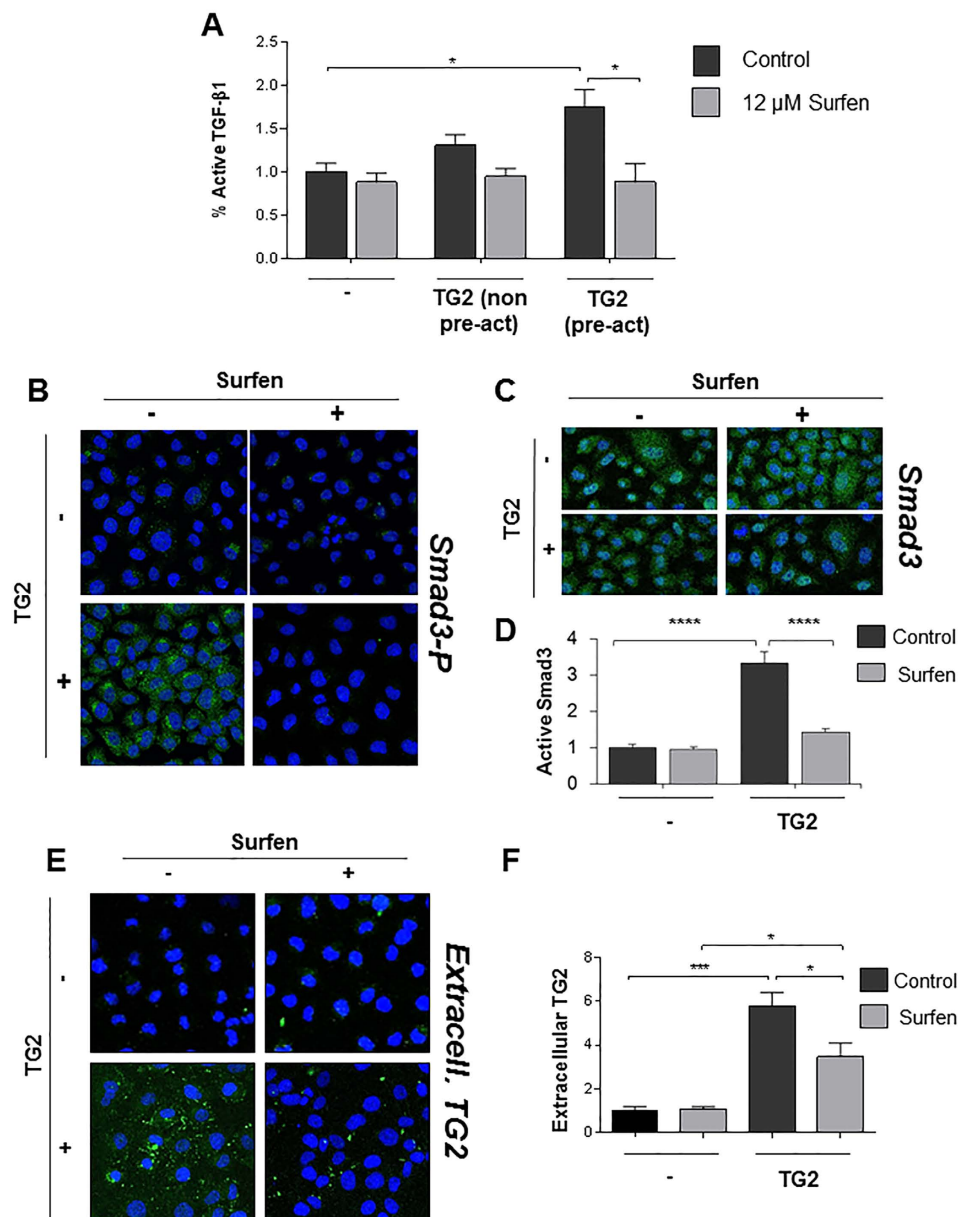 A
2.5
2.0
1.5
1.0
0.5
0.0
% Active TGF-β1
*
*
Control
12 µM Surfen
-
TG2 (non
pre-act)
TG2
(pre-act)
B
Surfen
-
+
TG2
-
+
Smad3-P
C
Surfen
-
+
TG2
-
+
Smad3
D
4
3
2
1
0
Active Smad3
****
****
Control
Surfen
-
TG2
E
Surfen
-
+
TG2
-
+
Extracell. TG2
F
8
6
4
2
0
Extracellular TG2
***
*
*
Control
Surfen
-
TG2